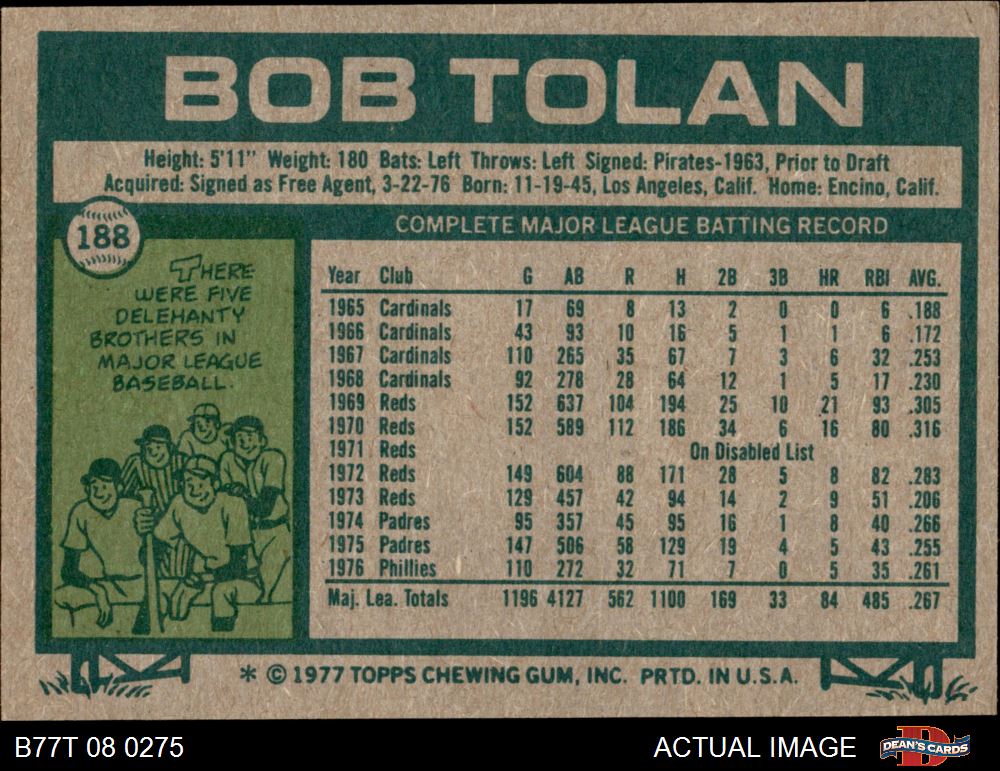 BOB TOLAN
Height: 5'11" Weight: 180 Bats: Left Throws: Left Signed: Pirates-1963, Prior to Draft
Acquired: Signed as Free Agent, 3-22-76 Born: 11-19-45, Los Angeles, Calif. Home: Encino, Calif.
188
THERE
WERE FIVE
DELEHANTY
BROTHERS IN
MAJOR LEAGUE
BASEBALL.
COMPLETE MAJOR LEAGUE BATTING RECORD
Year Club G AB R H 2B 3B HR RBI AVG.
1965 Cardinals 17 69 8 13 2 0 0 6 .188
1966 Cardinals 43 93 10 16 5 1 1 6 .172
1967 Cardinals 110 265 35 67 7 3 6 32 .253
1968 Cardinals 92 278 28 64 12 1 5 17 .230
1969 Reds 152 637 104 194 25 10 21 93 .305
1970 Reds 152 589 112 186 34 6 16 80 .316
1971 Reds On Disabled List
1972 Reds 149 604 88 171 28 5 8 82 .283
1973 Reds 129 457 42 94 14 2 9 51 .206
1974 Padres 95 357 45 95 16 1 8 40 .266
1975 Padres 147 506 58 129 19 4 5 43 .255
1976 Phillies 110 272 32 71 7 0 5 35 .261
Maj. Lea. Totals 1196 4127 562 1100 169 33 84 485 .267
* © 1977 TOPPS CHEWING GUM, INC. PRTD. IN U.S.A.
B77T 08 0275
ACTUAL IMAGE
DEAN'S CARDS